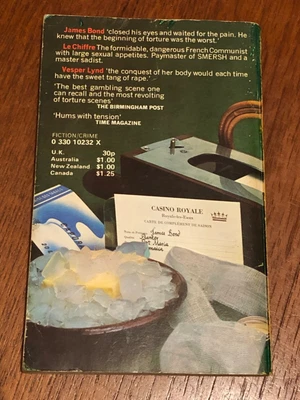 James Bond 'closed his eyes and waited for the pain. He
knew that the beginning of torture was the worst.'
Le Chiffre The formidable, dangerous French Communist
with large sexual appetites. Paymaster of SMERSH and a
master sadist.
Vesper Lynd 'the conquest of her body would each time
have the sweet tang of rape.'
'The best gambling scene one
can recall and the most revolting
of torture scenes'
THE BIRMINGHAM POST
'Hums with tension'
TIME MAGAZINE
FICTION/CRIME
0 330 10232 X
U.K. 30p
Australia $1.00
New Zealand $1.00
Canada $1.25
CASINO ROYALE
Royale-les-Eaux
James Bond